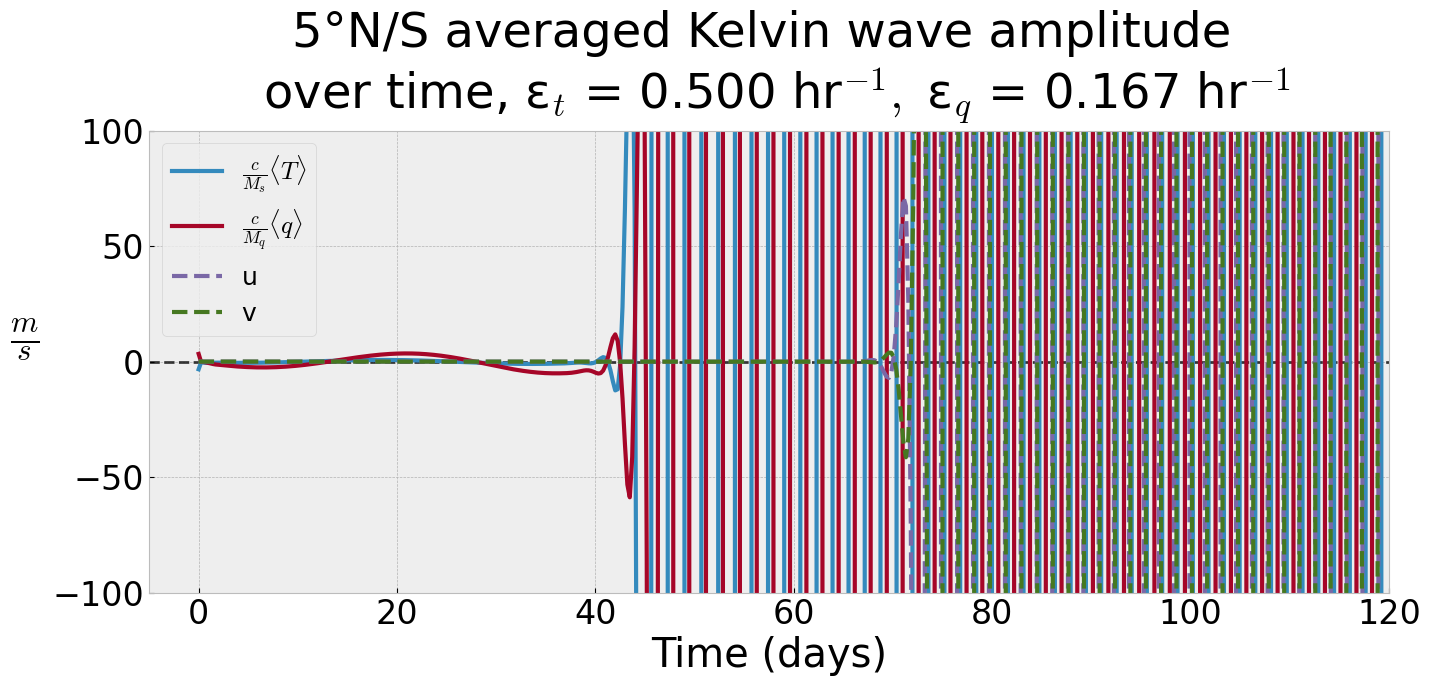 5°N/S averaged Kelvin wave amplitude
over time, ε_t = 0.500 hr⁻¹, ε_q = 0.167 hr⁻¹
100
50
0
−50
−100
m/s
c/M_s ⟨T⟩
c/M_q ⟨q⟩
u
v
0 20 40 60 80 100 120
Time (days)